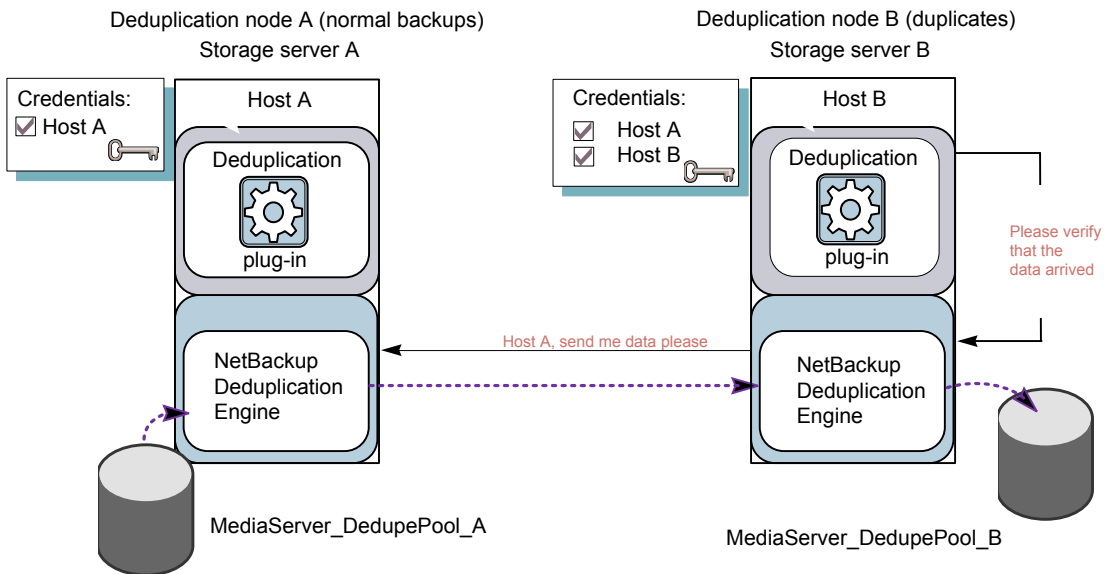 Deduplication node A (normal backups)
Storage server A
Credentials:
Host A
Host A
Deduplication
plug-in
NetBackup
Deduplication
Engine
MediaServer_DedupePool_A
Host A, send me data please
Deduplication node B (duplicates)
Storage server B
Credentials:
Host A
Host B
Host B
Deduplication
plug-in
Please verify
that the
data arrived
NetBackup
Deduplication
Engine
MediaServer_DedupePool_B